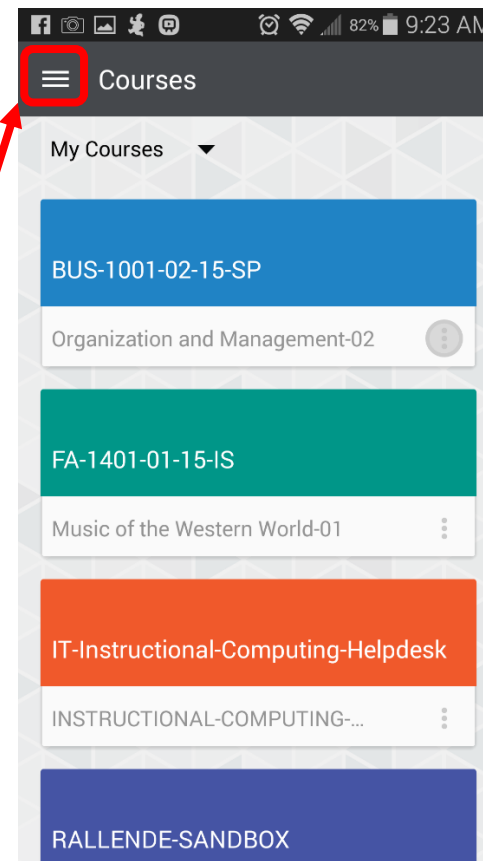 82% 9:23 AM
Courses
My Courses
BUS-1001-02-15-SP
Organization and Management-02
FA-1401-01-15-IS
Music of the Western World-01
IT-Instructional-Computing-Helpdesk
INSTRUCTIONAL-COMPUTING-...
RALLENDE-SANDBOX